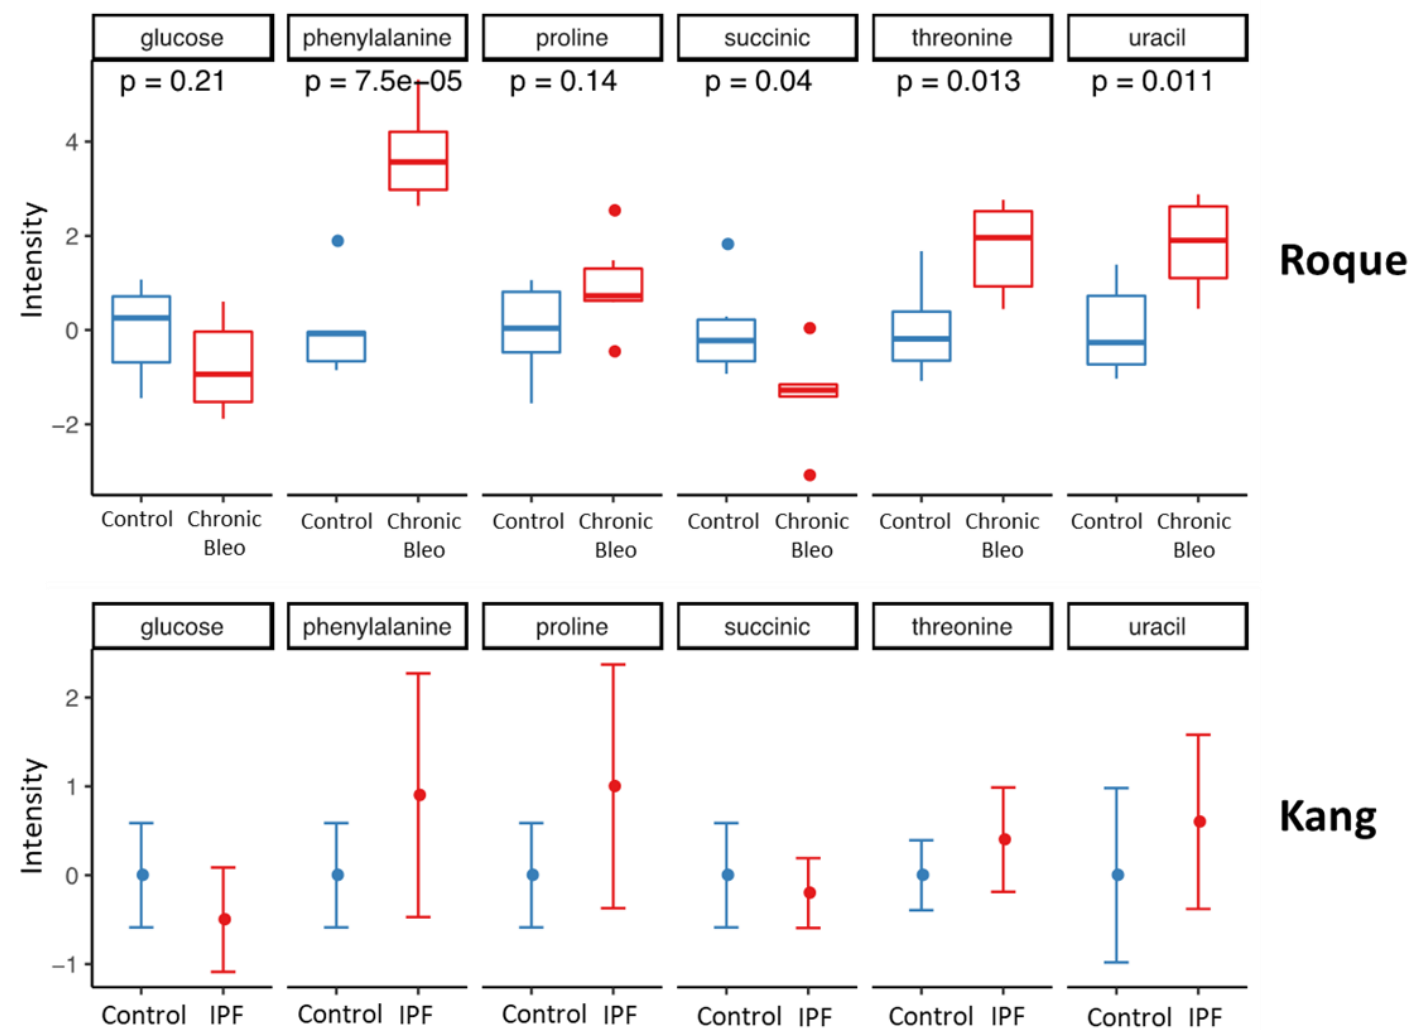 glucose phenylalanine proline succinic threonine uracil
p = 0.21 p = 7.5e−05 p = 0.14 p = 0.04 p = 0.013 p = 0.011
4
2
0
−2
Intensity
Roque
Control Chronic Control Chronic Control Chronic Control Chronic Control Chronic Control Chronic
Bleo Bleo Bleo Bleo Bleo Bleo
glucose phenylalanine proline succinic threonine uracil
2
1
0
−1
Intensity
Kang
Control IPF Control IPF Control IPF Control IPF Control IPF Control IPF